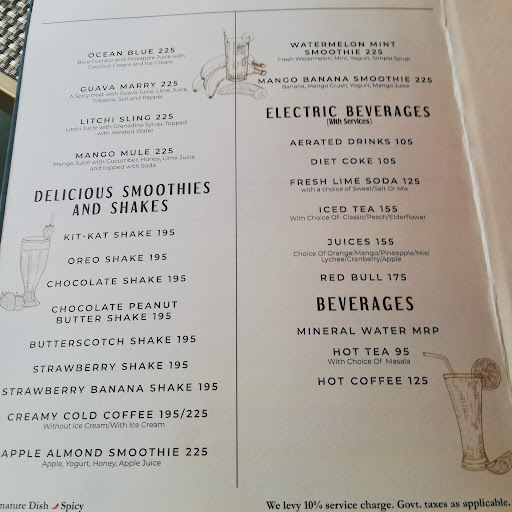 OCEAN BLUE 225
Blue Curacao and Pineapple Juice with
Coconut Cream and Ice Cream
GUAVA MARRY 225
A Spicy treat with Guava Juice, Lime Juice
Tobasco, Salt and Pepper
LITCHI SLING 225
Litchi Jucie with Grenadine Syrup, Topped
with Aerated Water
MANGO MULE 225
Mango Juice with Cucumber, Honey, Lime Juice
and topped with Soda
DELICIOUS SMOOTHIES
AND SHAKES
KIT-KAT SHAKE 195
OREO SHAKE 195
CHOCOLATE SHAKE 195
CHOCOLATE PEANUT
BUTTER SHAKE 195
BUTTERSCOTCH SHAKE 195
STRAWBERRY SHAKE 195
STRAWBERRY BANANA SHAKE 195
CREAMY COLD COFFEE 195/225
Without Ice Cream/With Ice Cream
APPLE ALMOND SMOOTHIE 225
Apple, Yogurt, Honey, Apple Juice
nature Dish Spicy
WATERMELON MINT
SMOOTHIE 225
Fresh Watermelon, Mint, Yogurt, Simple Syrup
MANGO BANANA SMOOTHIE 225
Banana, Mango Crush, Yogurt, Mango Juice
ELECTRIC BEVERAGES
(With Services)
AERATED DRINKS 105
DIET COKE 105
FRESH LIME SODA 125
with a choice of Sweet/Salt Or Mix
ICED TEA 155
With Choice Of- Classic/Peach/Elderflower
JUICES 155
Choice Of Orange/Mango/Pineapple/Mix/
Lychee/Cranberry/Apple
RED BULL 175
BEVERAGES
MINERAL WATER MRP
HOT TEA 95
With Choice Of Masala
HOT COFFEE 125
We levy 10% service charge. Govt. taxes as applicable.